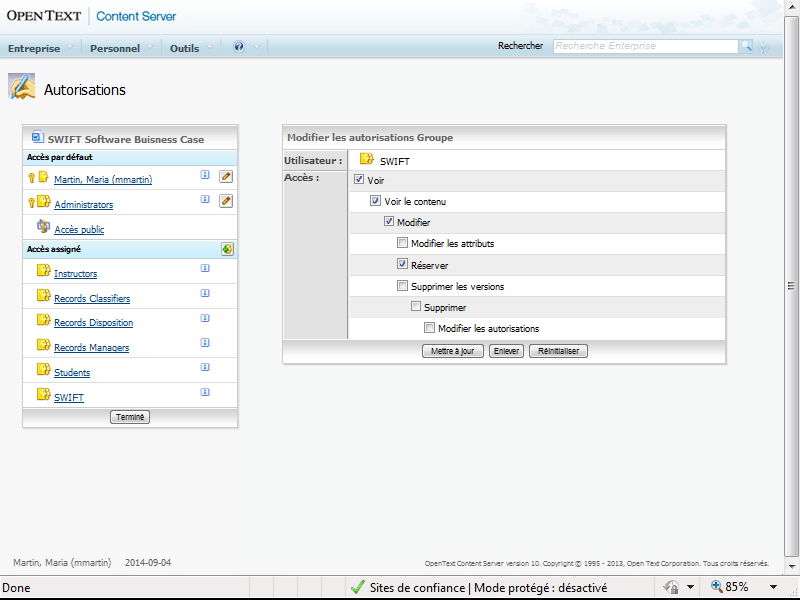 OPEN TEXT | Content Server
Entreprise Personnel Outils
Rechercher Recherche Enterprise
Autorisations
SWIFT Software Buisness Case
Accès par défaut
Martin, Maria (mmartin)
Administrators
Accès public
Accès assigné
Instructors
Records Classifiers
Records Disposition
Records Managers
Students
SWIFT
Terminé
Modifier les autorisations Groupe
Utilisateur : SWIFT
Accès : Voir
Voir le contenu
Modifier
Modifier les attributs
Réserver
Supprimer les versions
Supprimer
Modifier les autorisations
Mettre à jour Enlever Réinitialiser
Martin, Maria (mmartin) 2014-09-04
OpenText Content Server version 10. Copyright © 1995 - 2013, Open Text Corporation. Tous droits réservés.
Done Sites de confiance | Mode protégé : désactivé 85%